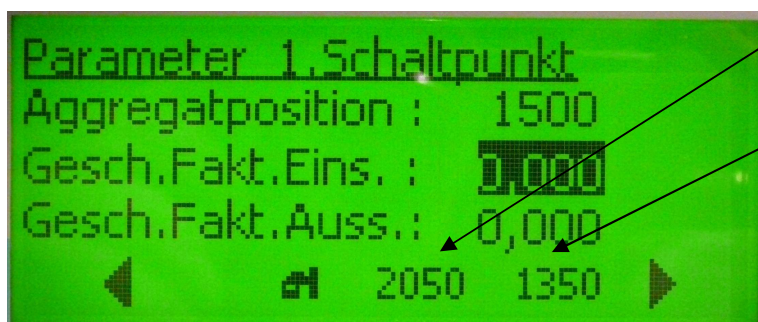 Parameter 1.Schaltpunkt
Aggregatposition : 1500
Gesch.Fakt.Eins. : 0,000
Gesch.Fakt.Auss.: 0,000
2050 1350